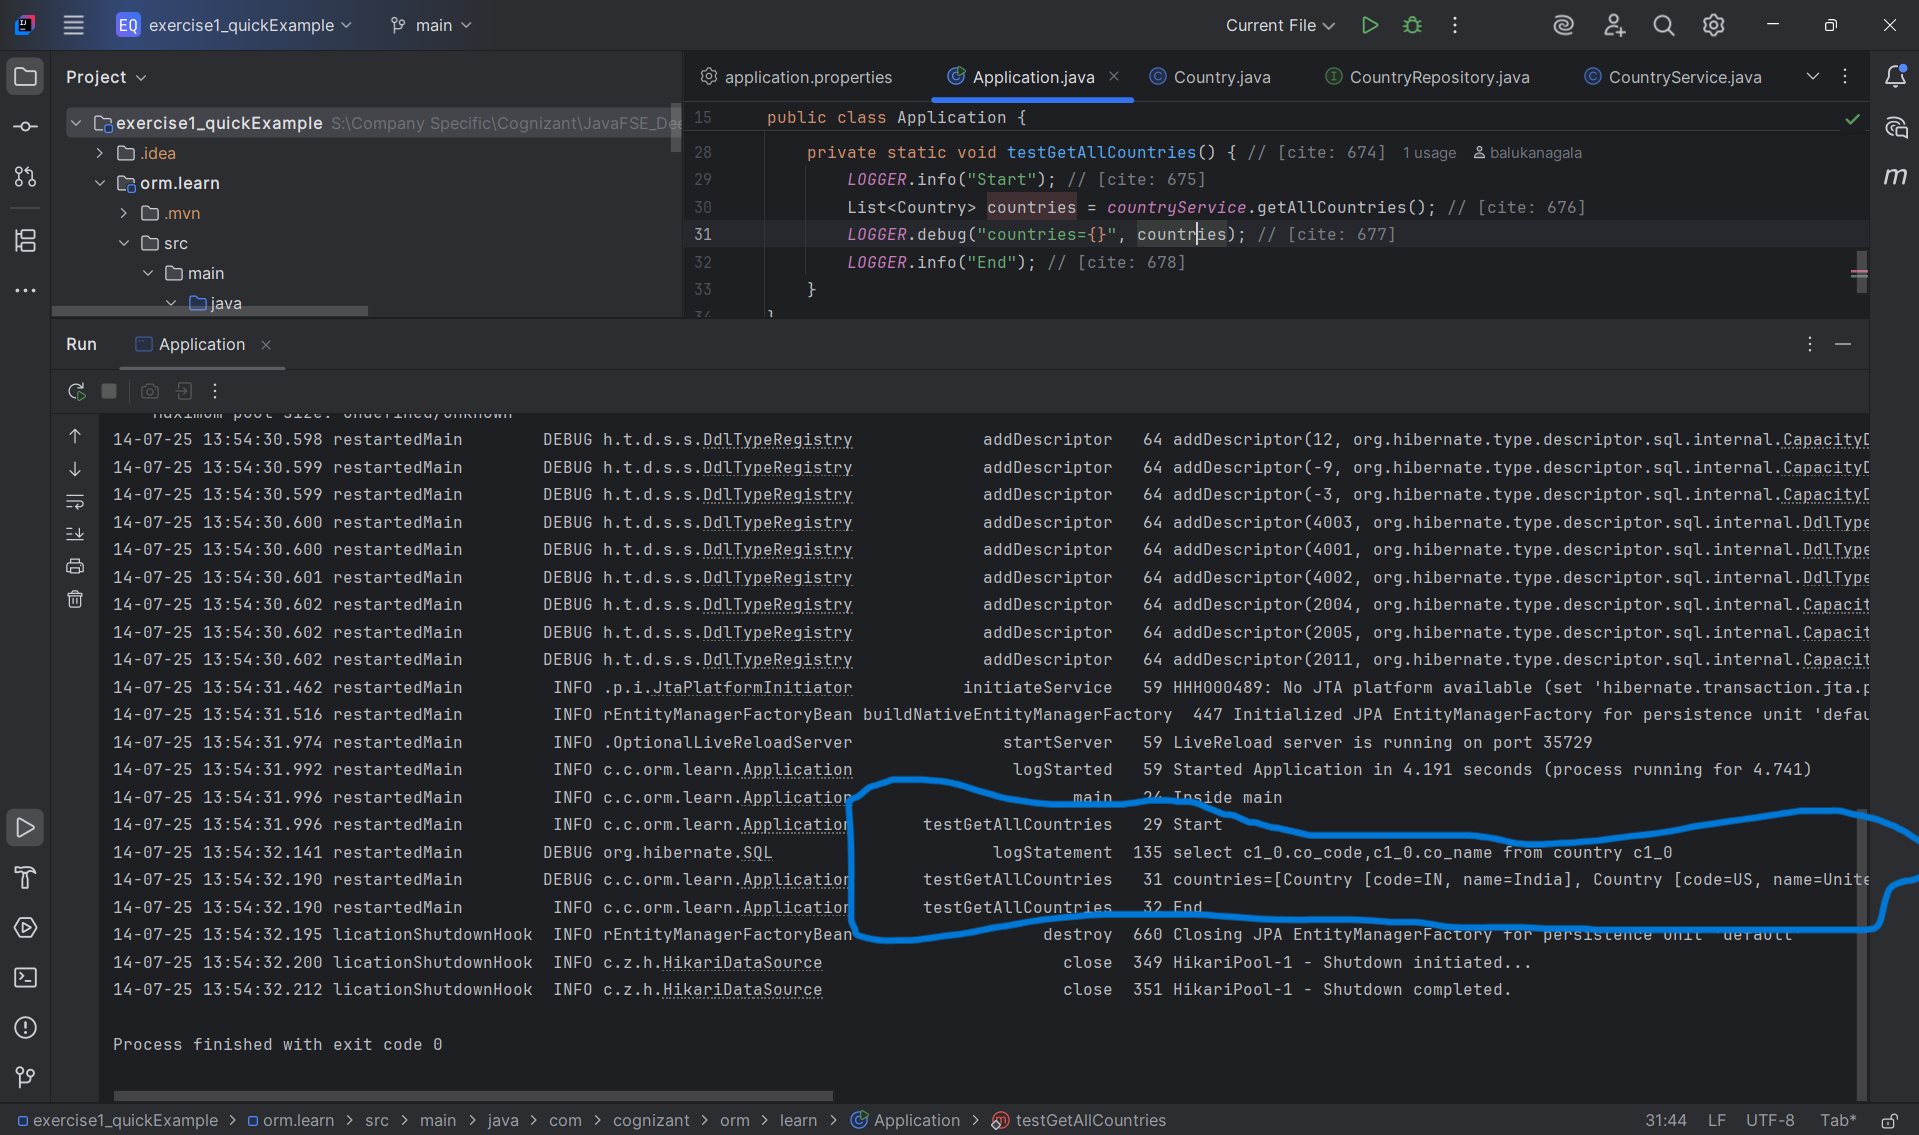 EQ exercise1_quickExample main Current File
Project
exercise1_quickExample S:\Company Specific\Cognizant\JavaFSE_De
.idea
orm.learn
.mvn
src
main
java
application.properties Application.java Country.java CountryRepository.java CountryService.java
15 public class Application {
28 private static void testGetAllCountries() { // [cite: 674] 1 usage balukanagala
29 LOGGER.info("Start"); // [cite: 675]
30 List<Country> countries = countryService.getAllCountries(); // [cite: 676]
31 LOGGER.debug("countries={}", countries); // [cite: 677]
32 LOGGER.info("End"); // [cite: 678]
33 }
34 }
Run Application
Maximum pool size: undefined/unknown
14-07-25 13:54:30.598 restartedMain DEBUG h.t.d.s.s.DdlTypeRegistry addDescriptor 64 addDescriptor(12, org.hibernate.type.descriptor.sql.internal.CapacityD
14-07-25 13:54:30.599 restartedMain DEBUG h.t.d.s.s.DdlTypeRegistry addDescriptor 64 addDescriptor(-9, org.hibernate.type.descriptor.sql.internal.CapacityD
14-07-25 13:54:30.599 restartedMain DEBUG h.t.d.s.s.DdlTypeRegistry addDescriptor 64 addDescriptor(-3, org.hibernate.type.descriptor.sql.internal.CapacityD
14-07-25 13:54:30.600 restartedMain DEBUG h.t.d.s.s.DdlTypeRegistry addDescriptor 64 addDescriptor(4003, org.hibernate.type.descriptor.sql.internal.DdlType
14-07-25 13:54:30.600 restartedMain DEBUG h.t.d.s.s.DdlTypeRegistry addDescriptor 64 addDescriptor(4001, org.hibernate.type.descriptor.sql.internal.DdlType
14-07-25 13:54:30.601 restartedMain DEBUG h.t.d.s.s.DdlTypeRegistry addDescriptor 64 addDescriptor(4002, org.hibernate.type.descriptor.sql.internal.DdlType
14-07-25 13:54:30.602 restartedMain DEBUG h.t.d.s.s.DdlTypeRegistry addDescriptor 64 addDescriptor(2004, org.hibernate.type.descriptor.sql.internal.Capacit
14-07-25 13:54:30.602 restartedMain DEBUG h.t.d.s.s.DdlTypeRegistry addDescriptor 64 addDescriptor(2005, org.hibernate.type.descriptor.sql.internal.Capacit
14-07-25 13:54:30.602 restartedMain DEBUG h.t.d.s.s.DdlTypeRegistry addDescriptor 64 addDescriptor(2011, org.hibernate.type.descriptor.sql.internal.Capacit
14-07-25 13:54:31.462 restartedMain INFO .p.i.JtaPlatformInitiator initiateService 59 HHH000489: No JTA platform available (set 'hibernate.transaction.jta.p
14-07-25 13:54:31.516 restartedMain INFO rEntityManagerFactoryBean buildNativeEntityManagerFactory 447 Initialized JPA EntityManagerFactory for persistence unit 'defau
14-07-25 13:54:31.974 restartedMain INFO .OptionalLiveReloadServer startServer 59 LiveReload server is running on port 35729
14-07-25 13:54:31.992 restartedMain INFO c.c.orm.learn.Application logStarted 59 Started Application in 4.191 seconds (process running for 4.741)
14-07-25 13:54:31.996 restartedMain INFO c.c.orm.learn.Application main 24 Inside main
14-07-25 13:54:31.996 restartedMain INFO c.c.orm.learn.Application testGetAllCountries 29 Start
14-07-25 13:54:32.141 restartedMain DEBUG org.hibernate.SQL logStatement 135 select c1_0.co_code,c1_0.co_name from country c1_0
14-07-25 13:54:32.190 restartedMain DEBUG c.c.orm.learn.Application testGetAllCountries 31 countries=[Country [code=IN, name=India], Country [code=US, name=Unite
14-07-25 13:54:32.190 restartedMain INFO c.c.orm.learn.Application testGetAllCountries 32 End
14-07-25 13:54:32.195 licationShutdownHook INFO rEntityManagerFactoryBean destroy 660 Closing JPA EntityManagerFactory for persistence unit 'default'
14-07-25 13:54:32.200 licationShutdownHook INFO c.z.h.HikariDataSource close 349 HikariPool-1 - Shutdown initiated...
14-07-25 13:54:32.212 licationShutdownHook INFO c.z.h.HikariDataSource close 351 HikariPool-1 - Shutdown completed.
Process finished with exit code 0
exercise1_quickExample > orm.learn > src > main > java > com > cognizant > orm > learn > Application > testGetAllCountries 31:44 LF UTF-8 Tab*